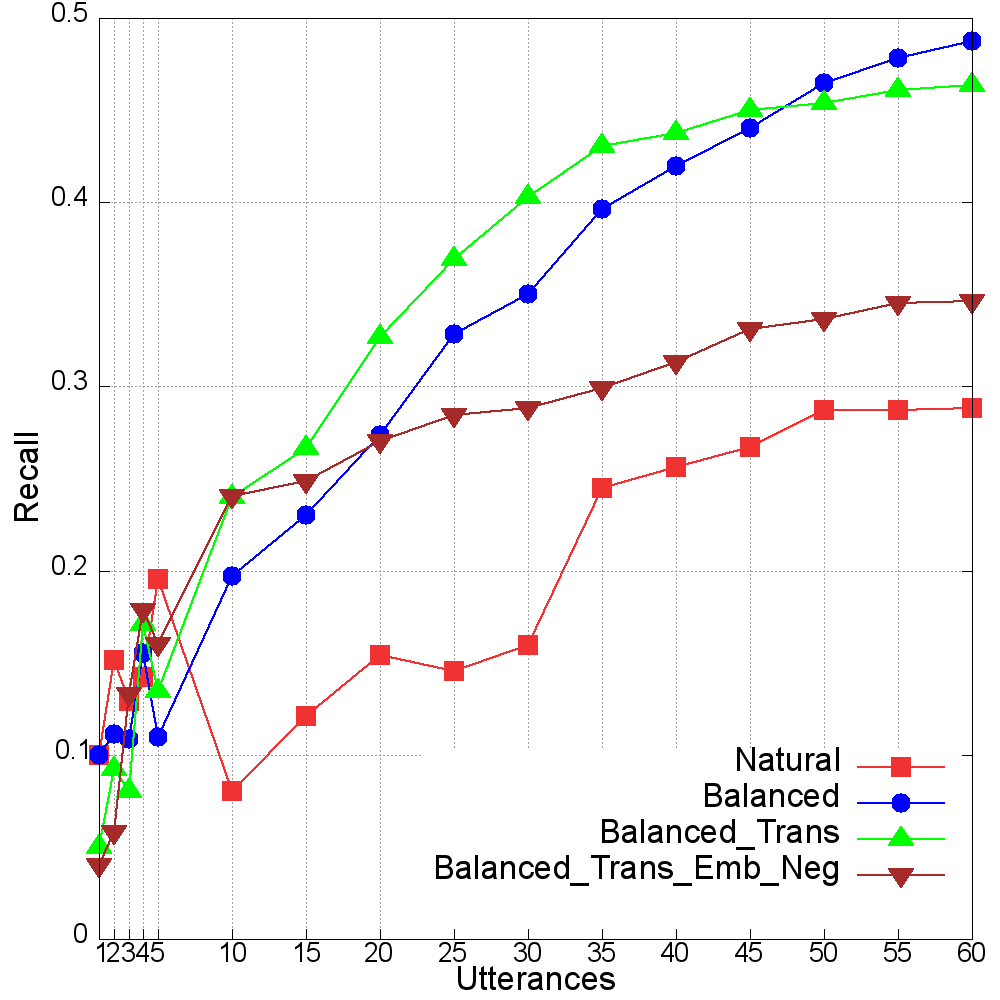 0.5
0.4
0.3
0.2
0.1
0
Recall
Natural
Balanced
Balanced_Trans
Balanced_Trans_Emb_Neg
1 2 3 4 5 10 15 20 25 30 35 40 45 50 55 60
Utterances